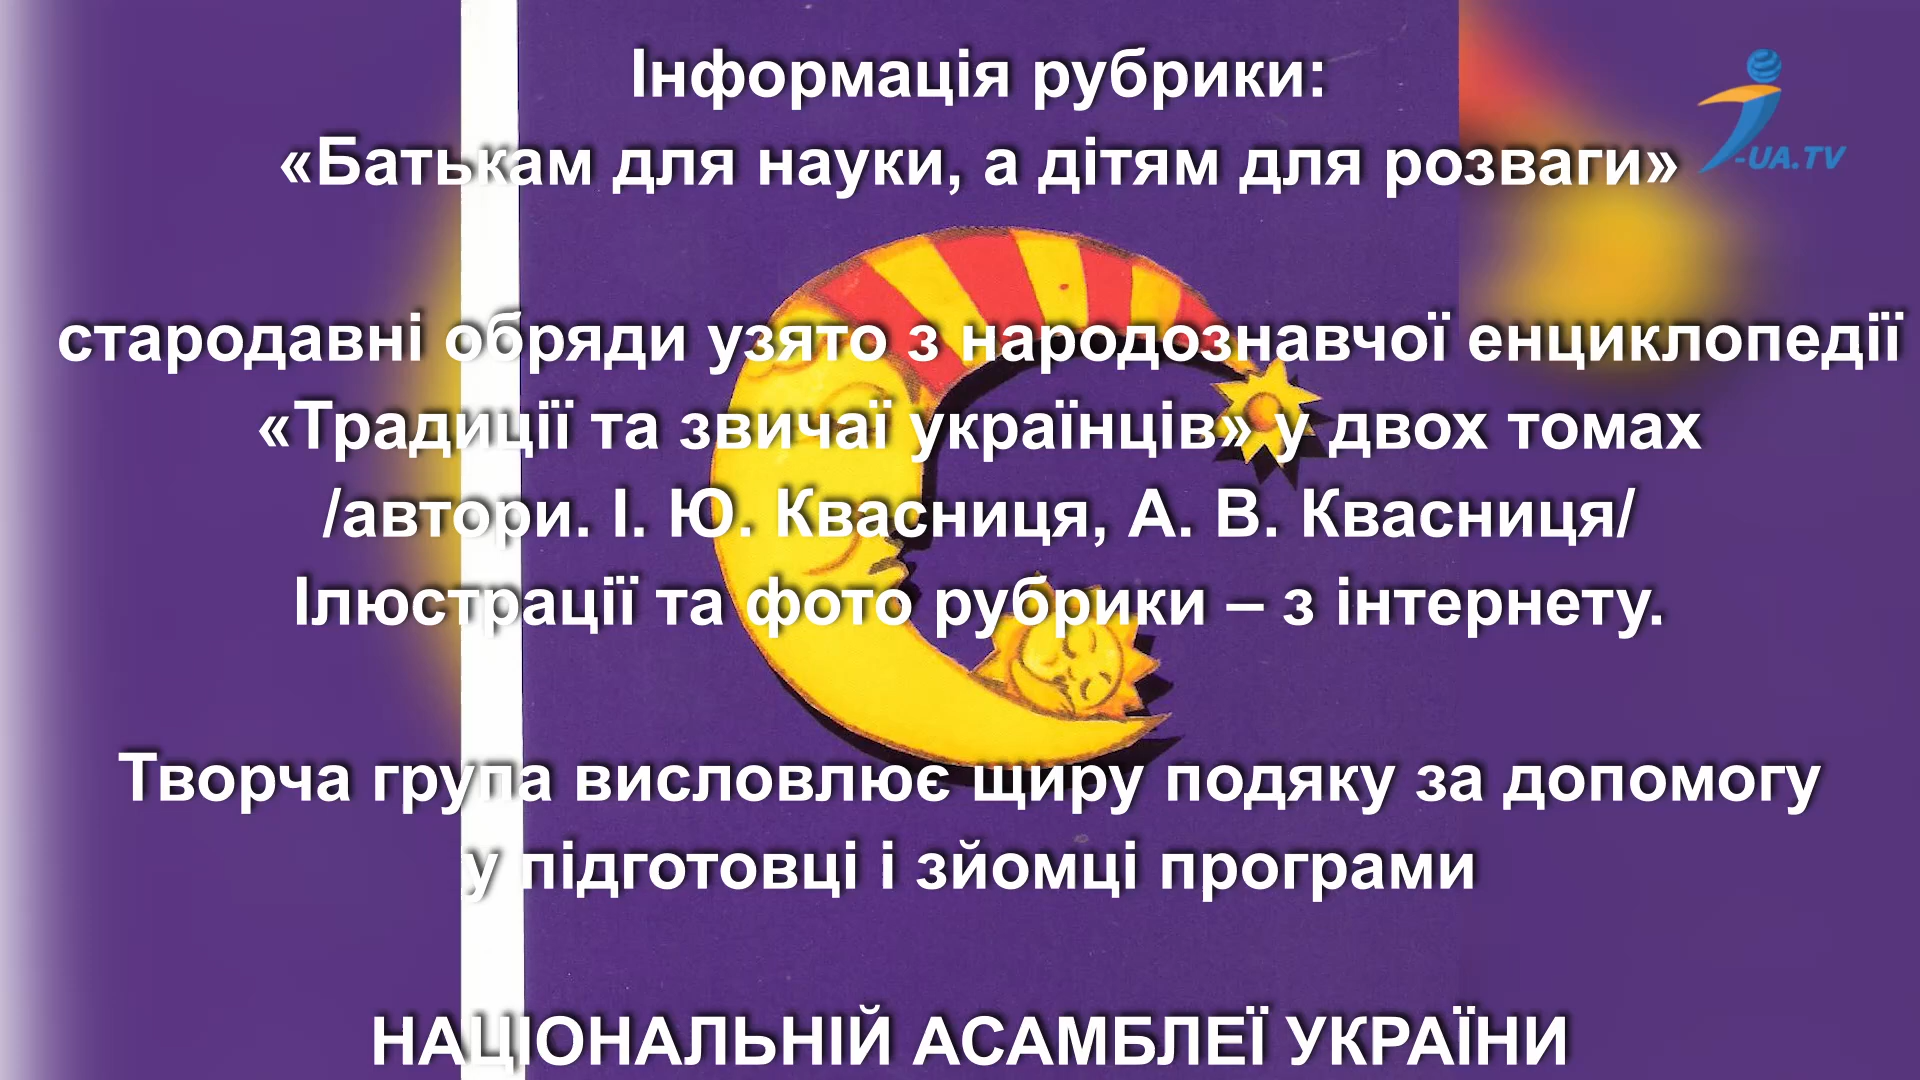 Інформація рубрики:
«Батькам для науки, а дітям для розваги»
-UA.TV
стародавні обряди узято з народознавчої енциклопедії
«Традиції та звичаї українців» у двох томах
/автори. І. Ю. Квасниця, А. В. Квасниця/
Ілюстрації та фото рубрики – з інтернету.
Творча група висловлює щиру подяку за допомогу
у підготовці і зйомці програми
НАЦІОНАЛЬНІЙ АСАМБЛЕЇ УКРАЇНИ